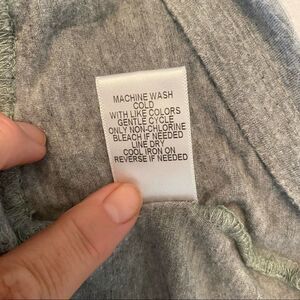 MACHINE WASH
COLD
WITH LIKE COLORS
GENTLE CYCLE
ONLY NON-CHLORINE
BLEACH IF NEEDED
LINE DRY
COOL IRON ON
REVERSE IF NEEDED